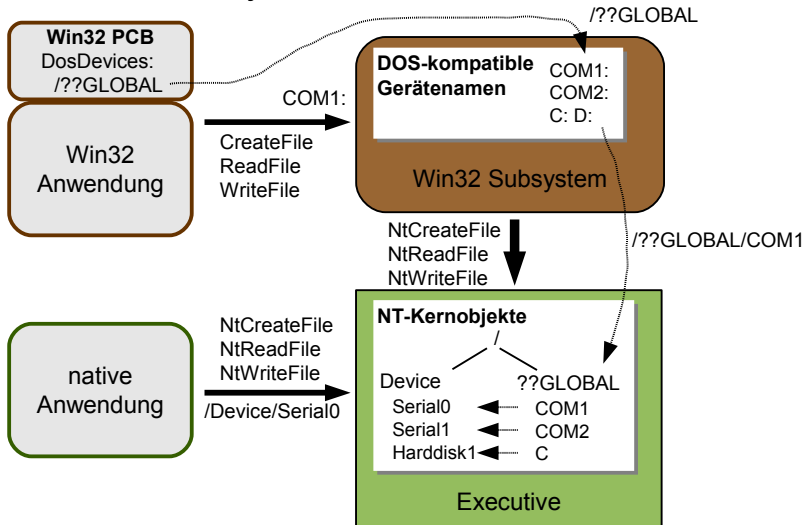 /??GLOBAL
Win32 PCB
DosDevices:
/??GLOBAL
Win32
Anwendung
COM1:
CreateFile
ReadFile
WriteFile
DOS-kompatible
Gerätenamen
COM1:
COM2:
C: D:
Win32 Subsystem
NtCreateFile
NtReadFile
NtWriteFile
/??GLOBAL/COM1
native
Anwendung
NtCreateFile
NtReadFile
NtWriteFile
/Device/Serial0
NT-Kernobjekte
/
Device ??GLOBAL
Serial0 COM1
Serial1 COM2
Harddisk1 C
Executive